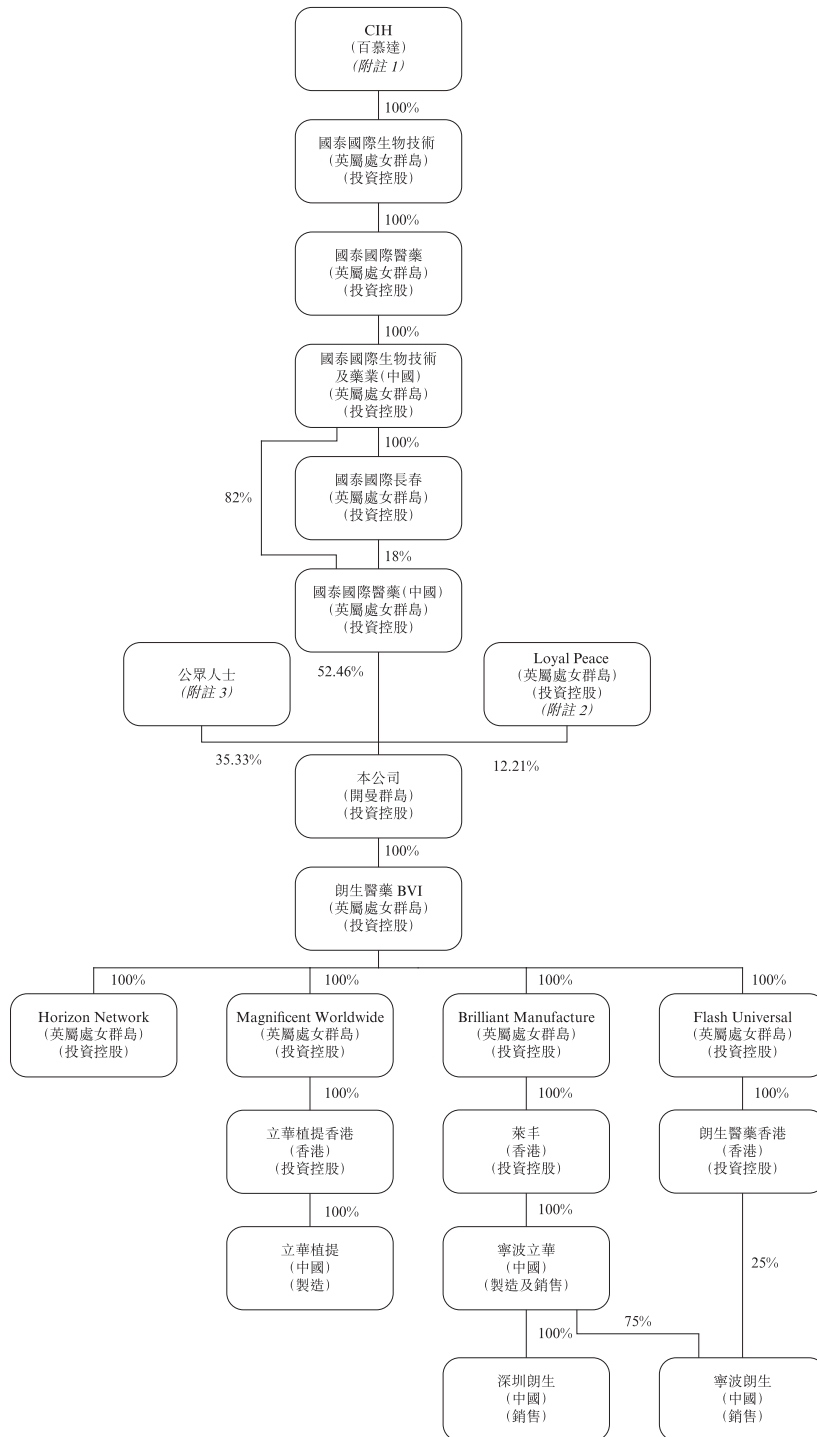 CIH
(百慕達)
(附註 1)
100%
國泰國際生物技術
(英屬處女群島)
(投資控股)
100%
國泰國際醫藥
(英屬處女群島)
(投資控股)
100%
國泰國際生物技術
及藥業(中國)
(英屬處女群島)
(投資控股)
100%
82%
國泰國際長春
(英屬處女群島)
(投資控股)
18%
國泰國際醫藥(中國)
(英屬處女群島)
(投資控股)
公眾人士
(附註 3)
52.46%
Loyal Peace
(英屬處女群島)
(投資控股)
(附註 2)
35.33%
12.21%
本公司
(開曼群島)
(投資控股)
100%
朗生醫藥 BVI
(英屬處女群島)
(投資控股)
100%
100%
100%
100%
Horizon Network
(英屬處女群島)
(投資控股)
Magnificent Worldwide
(英屬處女群島)
(投資控股)
Brilliant Manufacture
(英屬處女群島)
(投資控股)
Flash Universal
(英屬處女群島)
(投資控股)
100%
100%
100%
立華植提香港
(香港)
(投資控股)
萊丰
(香港)
(投資控股)
朗生醫藥香港
(香港)
(投資控股)
100%
100%
立華植提
(中國)
(製造)
寧波立華
(中國)
(製造及銷售)
25%
100%
75%
深圳朗生
(中國)
(銷售)
寧波朗生
(中國)
(銷售)